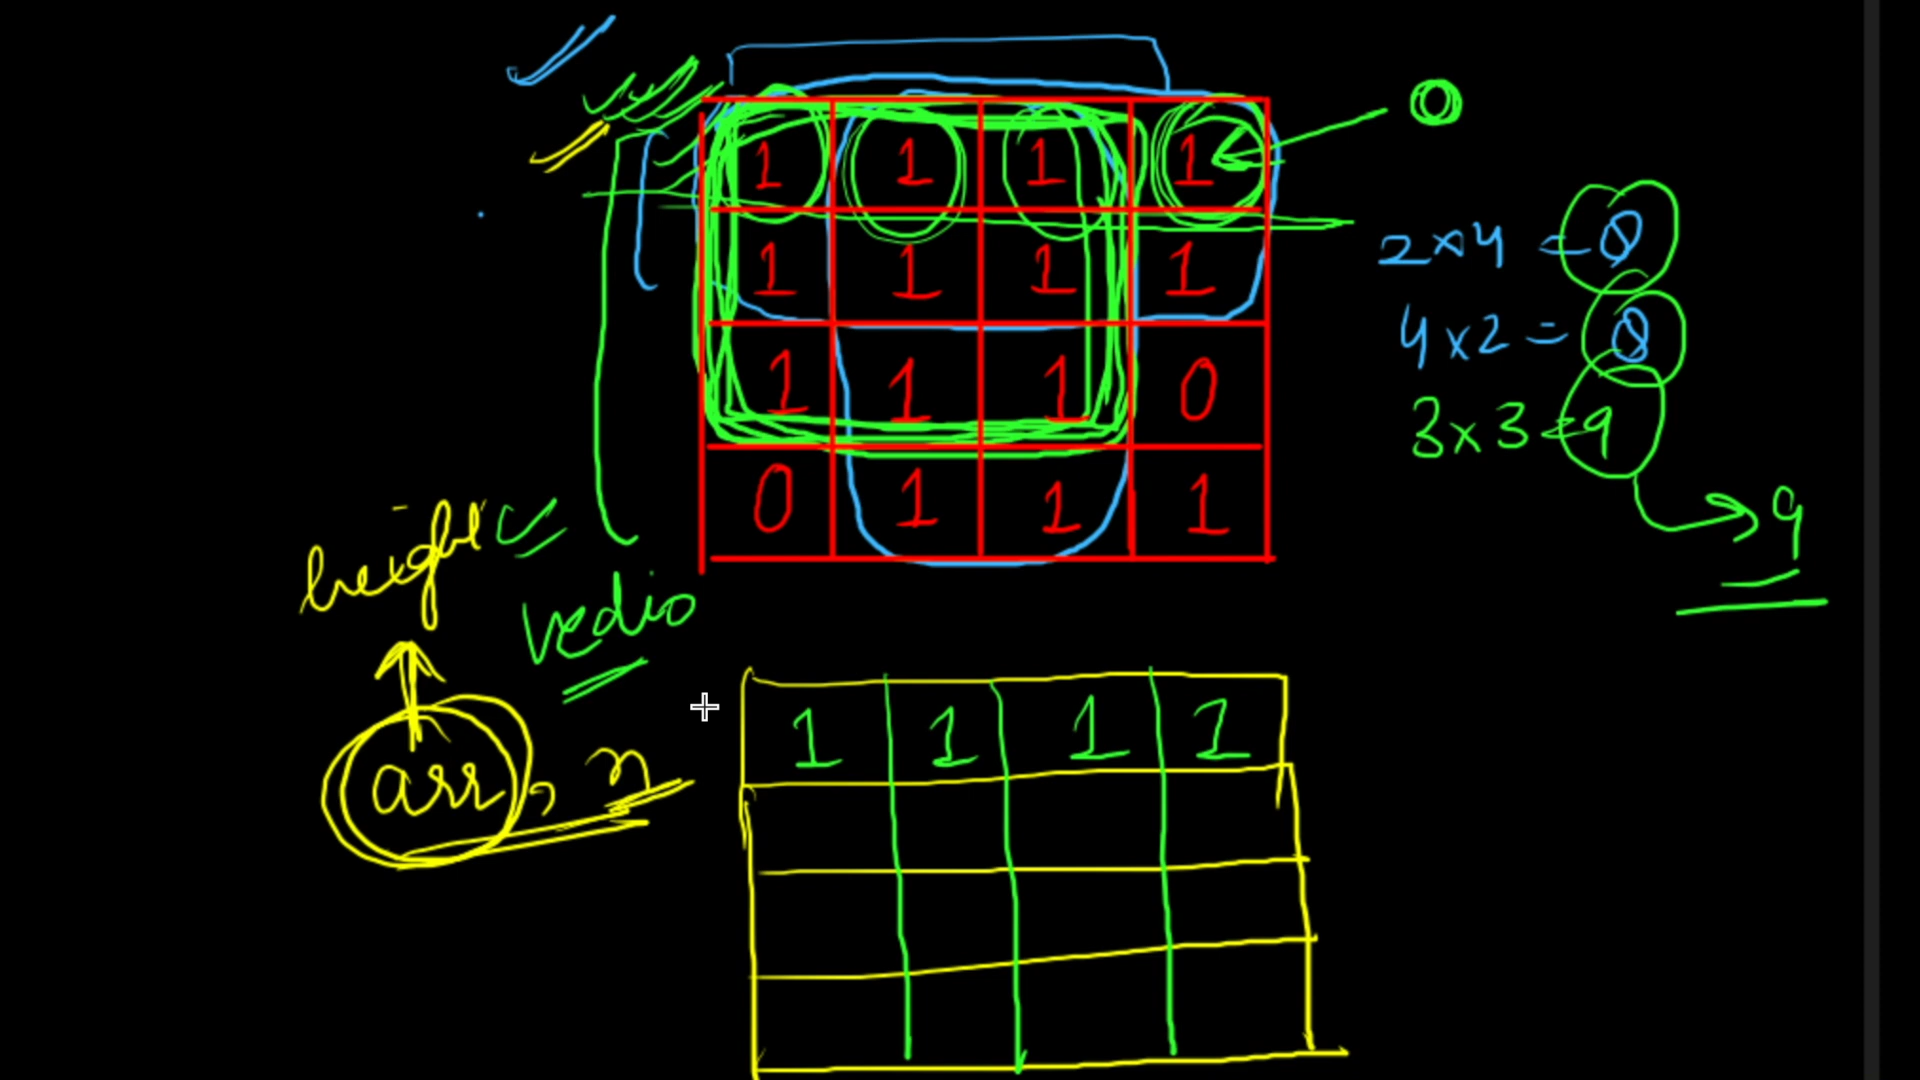 0
1 1 1 1
1 1 1 1
1 1 1 0
0 1 1 1
2x4 = 8
4x2 = 8
3x3 = 9
9
height
vedio
arr, n
1 1 1 1